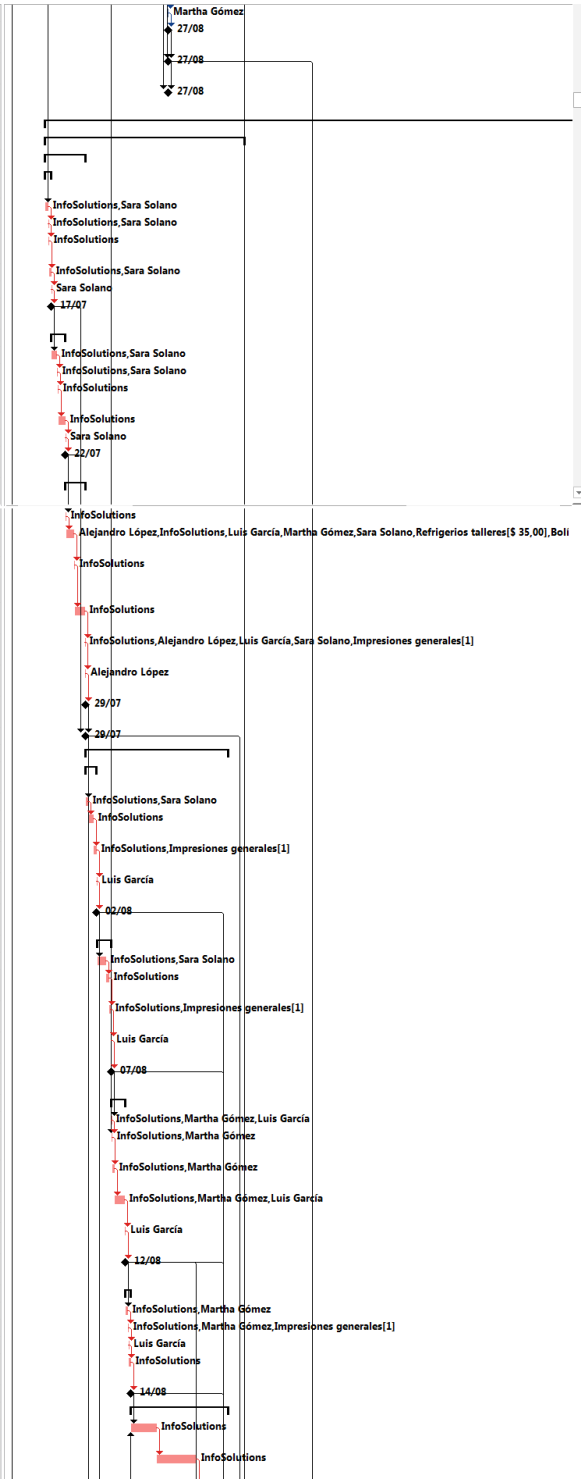 Martha Gómez
27/08
27/08
27/08
InfoSolutions,Sara Solano
InfoSolutions,Sara Solano
InfoSolutions
InfoSolutions,Sara Solano
Sara Solano
17/07
InfoSolutions,Sara Solano
InfoSolutions,Sara Solano
InfoSolutions
InfoSolutions
Sara Solano
22/07
InfoSolutions
Alejandro López,InfoSolutions,Luis García,Martha Gómez,Sara Solano,Refrigerios talleres[$ 35,00],Boli
InfoSolutions
InfoSolutions
InfoSolutions,Alejandro López,Luis García,Sara Solano,Impresiones generales[1]
Alejandro López
29/07
29/07
InfoSolutions,Sara Solano
InfoSolutions
InfoSolutions,Impresiones generales[1]
Luis García
02/08
InfoSolutions,Sara Solano
InfoSolutions
InfoSolutions,Impresiones generales[1]
Luis García
07/08
InfoSolutions,Martha Gómez,Luis García
InfoSolutions,Martha Gómez
InfoSolutions,Martha Gómez
InfoSolutions,Martha Gómez,Luis García
Luis García
12/08
InfoSolutions,Martha Gómez
InfoSolutions,Martha Gómez,Impresiones generales[1]
Luis García
InfoSolutions
14/08
InfoSolutions
InfoSolutions